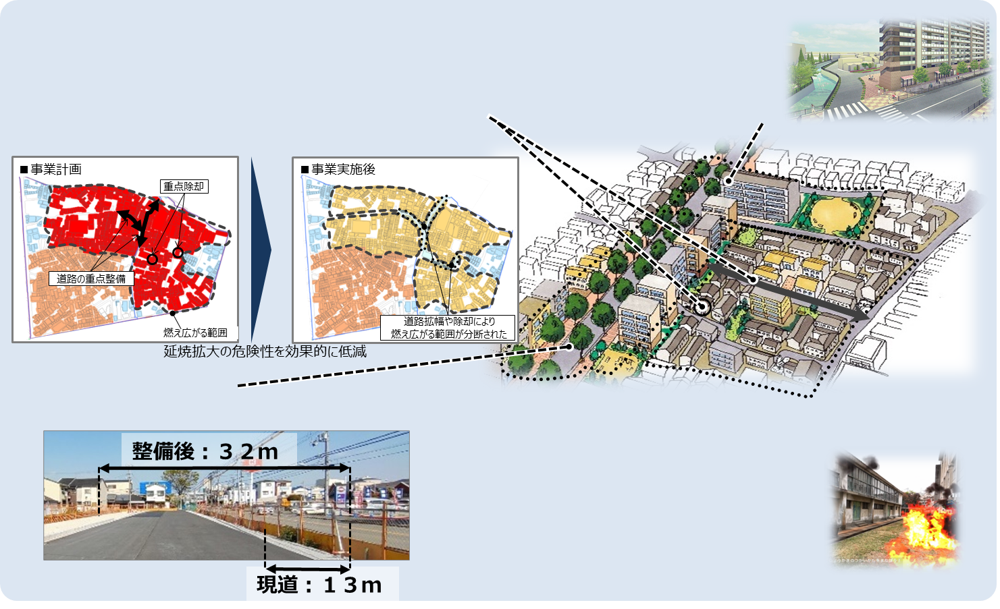 ■事業計画
重点除却
道路の重点整備
燃え広がる範囲
■事業実施後
道路拡幅や除却により
燃え広がる範囲が分断された
延焼拡大の危険性を効果的に低減
整備後：３２ｍ
現道：１３ｍ